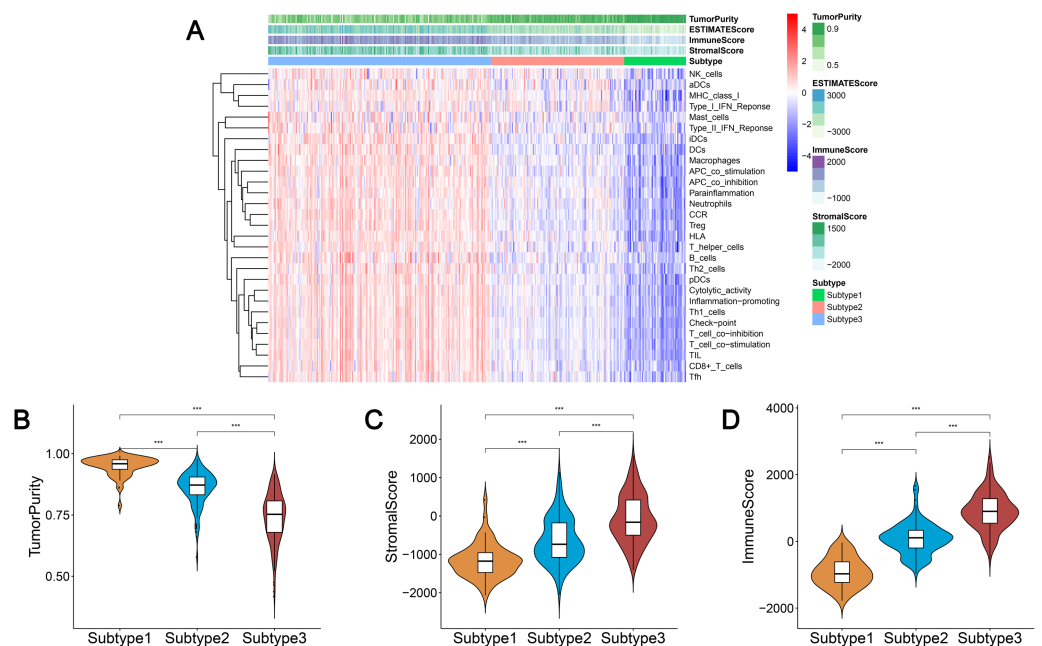 A
TumorPurity
ESTIMATEScore
ImmuneScore
StromalScore
Subtype
NK_cells
aDCs
MHC_class_I
Type_I_IFN_Reponse
Mast_cells
Type_II_IFN_Reponse
iDCs
DCs
Macrophages
APC_co_stimulation
APC_co_inhibition
Parainflammation
Neutrophils
CCR
Treg
HLA
T_helper_cells
B_cells
Th2_cells
pDCs
Cytolytic_activity
Inflammation−promoting
Th1_cells
Check−point
T_cell_co−inhibition
T_cell_co−stimulation
TIL
CD8+_T_cells
Tfh
4
2
0
−2
−4
TumorPurity
0.9
0.5
ESTIMATEScore
3000
−3000
ImmuneScore
2000
−1000
StromalScore
1500
−2000
Subtype
Subtype1
Subtype2
Subtype3
B
TumorPurity
1.00
0.75
0.50
***
***
***
Subtype1 Subtype2 Subtype3
C
StromalScore
2000
1000
0
−1000
−2000
***
***
***
Subtype1 Subtype2 Subtype3
D
ImmuneScore
4000
2000
0
−2000
***
***
***
Subtype1 Subtype2 Subtype3